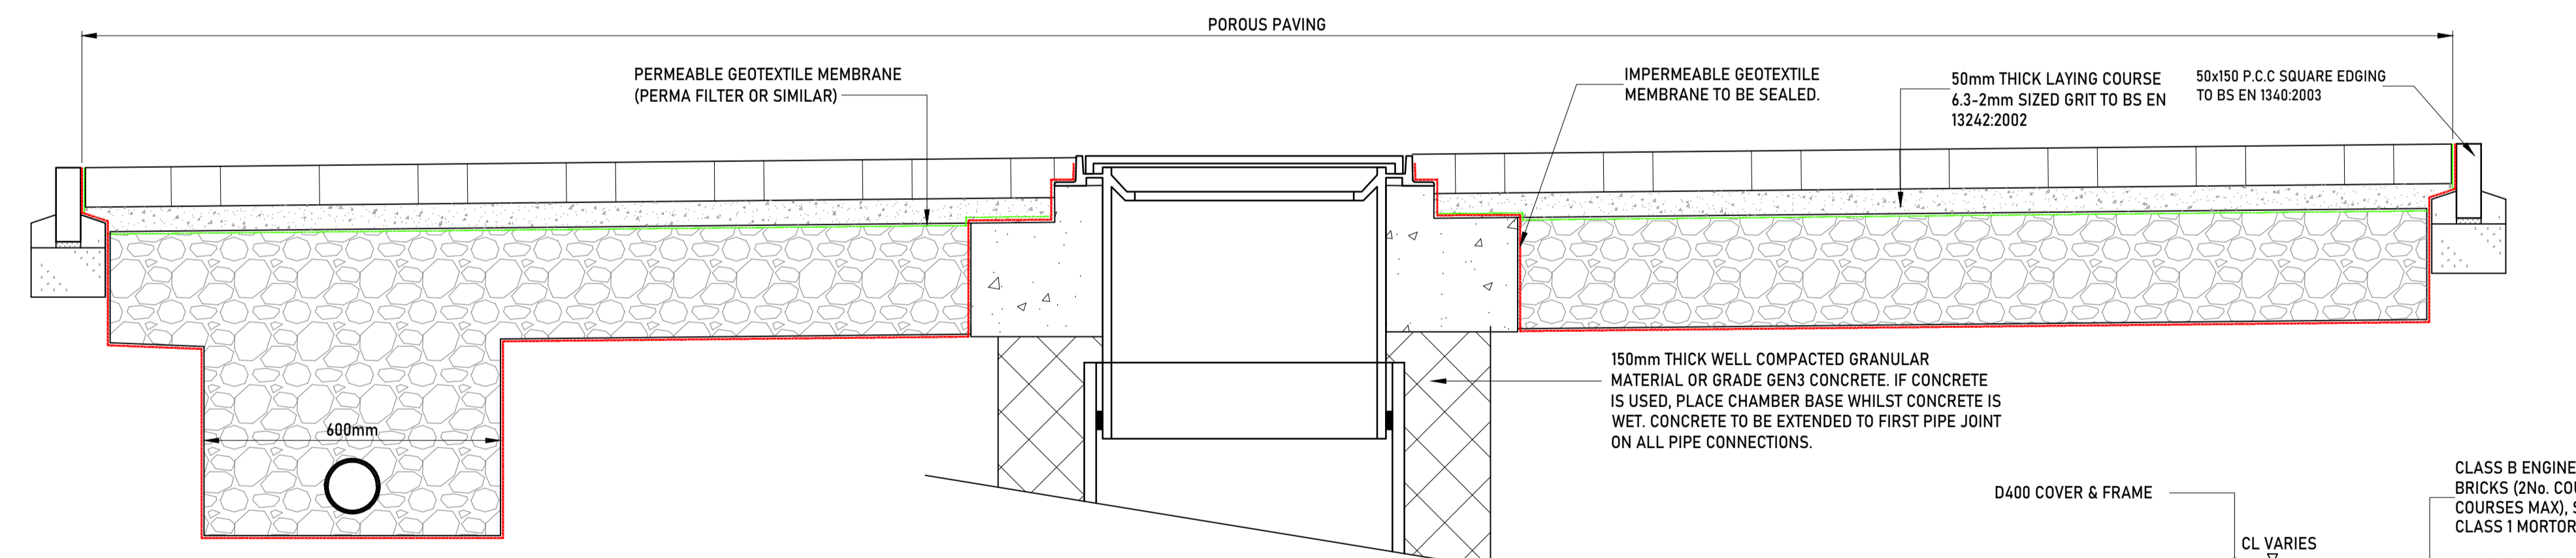 POROUS PAVING
PERMEABLE GEOTEXTILE MEMBRANE
(PERMA FILTER OR SIMILAR)
IMPERMEABLE GEOTEXTILE
MEMBRANE TO BE SEALED.
50mm THICK LAYING COURSE
6.3-2mm SIZED GRIT TO BS EN
13242:2002
50x150 P.C.C SQUARE EDGING
TO BS EN 1340:2003
150mm THICK WELL COMPACTED GRANULAR
MATERIAL OR GRADE GEN3 CONCRETE. IF CONCRETE
IS USED, PLACE CHAMBER BASE WHILST CONCRETE IS
WET. CONCRETE TO BE EXTENDED TO FIRST PIPE JOINT
ON ALL PIPE CONNECTIONS.
600mm
D400 COVER & FRAME
CL VARIES
CLASS B ENGINE
BRICKS (2No. COU
COURSES MAX), S
CLASS 1 MORTOR